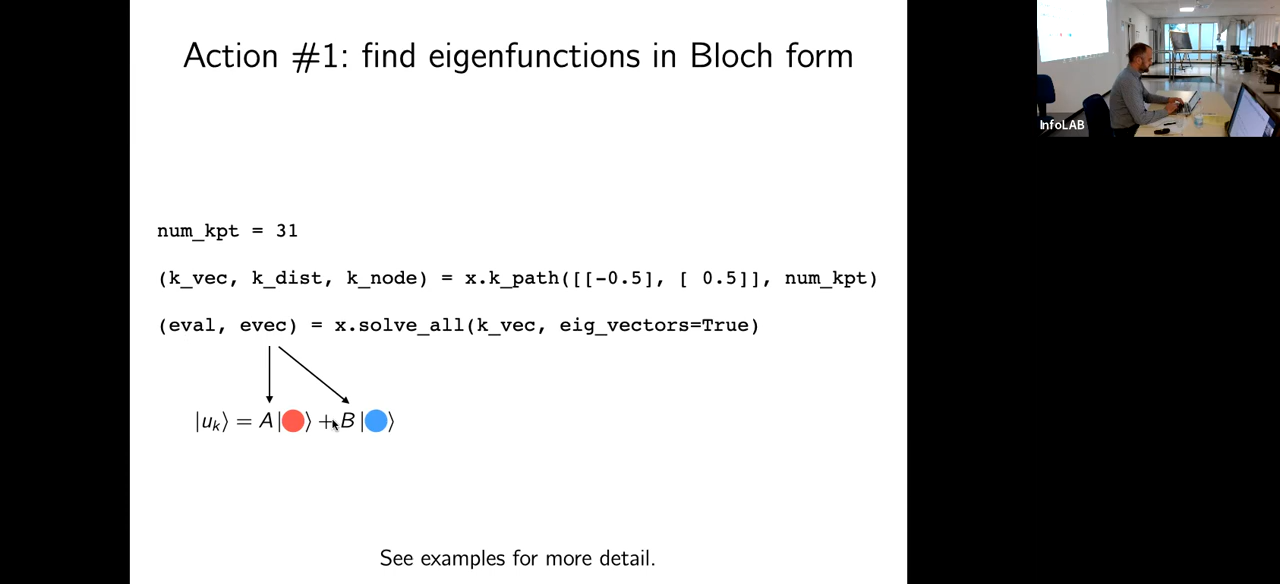 Action #1: find eigenfunctions in Bloch form
InfoLAB
num_kpt = 31
(k_vec, k_dist, k_node) = x.k_path([[-0.5], [ 0.5]], num_kpt)
(eval, evec) = x.solve_all(k_vec, eig_vectors=True)
|uₖ⟩ = A|🔴⟩ + B|🔵⟩
See examples for more detail.